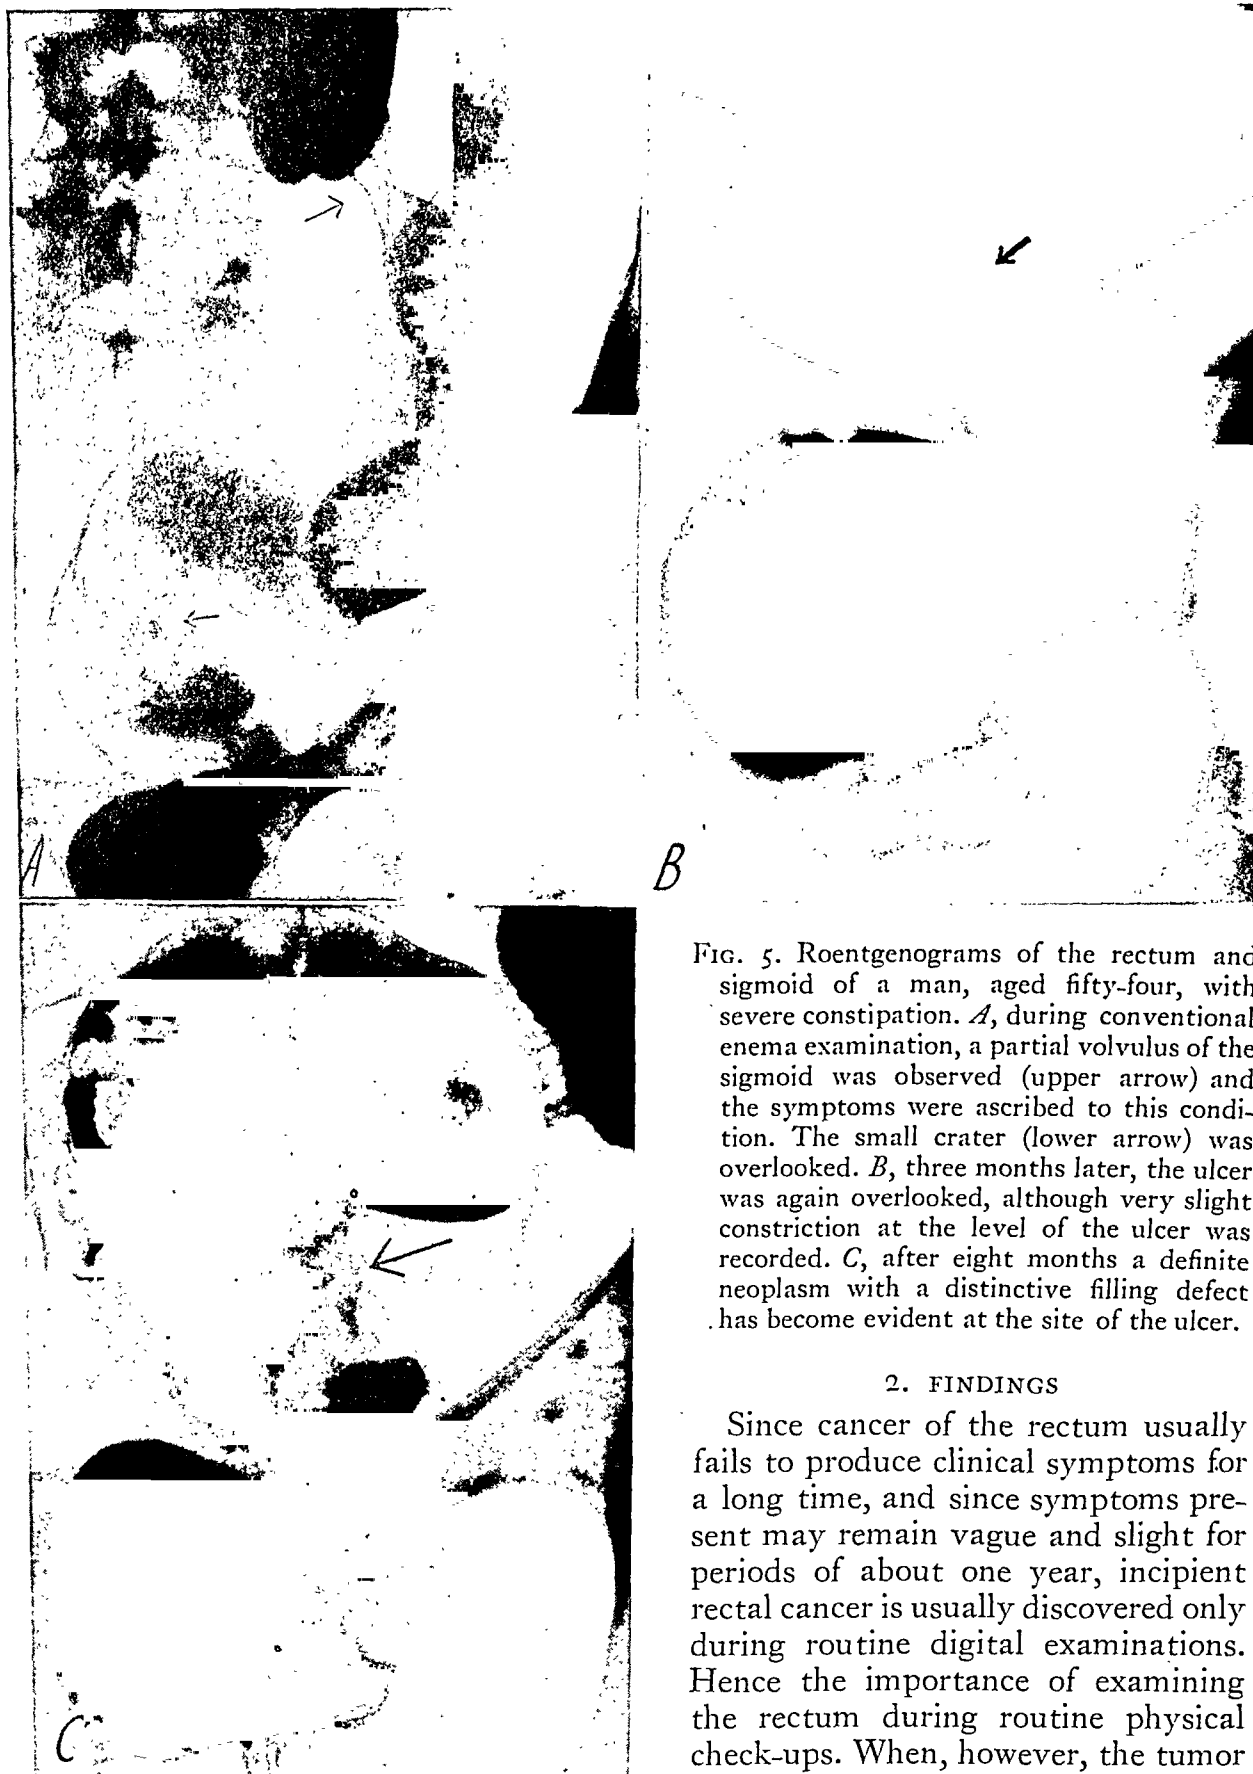 A
B
C
FIG. 5. Roentgenograms of the rectum and
sigmoid of a man, aged fifty-four, with
severe constipation. A, during conventional
enema examination, a partial volvulus of the
sigmoid was observed (upper arrow) and
the symptoms were ascribed to this condi-
tion. The small crater (lower arrow) was
overlooked. B, three months later, the ulcer
was again overlooked, although very slight
constriction at the level of the ulcer was
recorded. C, after eight months a definite
neoplasm with a distinctive filling defect
has become evident at the site of the ulcer.
2. FINDINGS
Since cancer of the rectum usually
fails to produce clinical symptoms for
a long time, and since symptoms pre-
sent may remain vague and slight for
periods of about one year, incipient
rectal cancer is usually discovered only
during routine digital examinations.
Hence the importance of examining
the rectum during routine physical
check-ups. When, however, the tumor